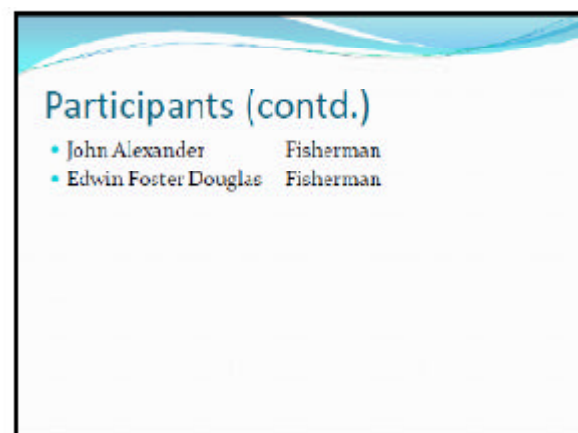 Participants (contd.)
• John Alexander Fisherman
• Edwin Foster Douglas Fisherman